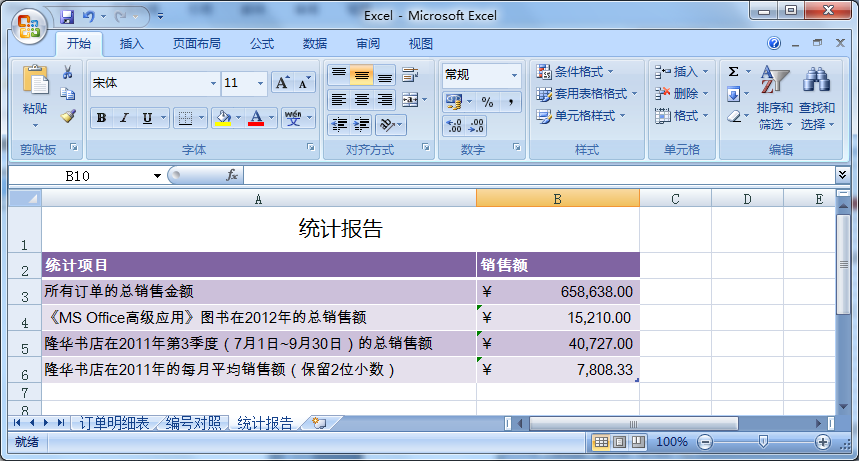 Excel - Microsoft Excel
开始 插入 页面布局 公式 数据 审阅 视图
粘贴
剪贴板
宋体 11
B I U
wén 文
字体
对齐方式
常规
% ,
.00 .0
数字
条件格式
套用表格格式
单元格样式
样式
插入
删除
格式
单元格
Σ
排序和筛选
查找和选择
编辑
B10 fx
A B C D E
1 统计报告
2 统计项目 销售额
3 所有订单的总销售金额 ¥ 658,638.00
4 《MS Office高级应用》图书在2012年的总销售额 ¥ 15,210.00
5 隆华书店在2011年第3季度（7月1日~9月30日）的总销售额 ¥ 40,727.00
6 隆华书店在2011年的每月平均销售额（保留2位小数） ¥ 7,808.33
7
8
订单明细表 编号对照 统计报告
就绪 100%